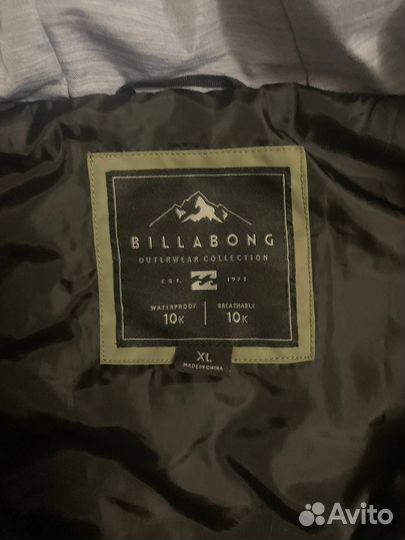 BILLABONG
OUTERWEAR COLLECTION
EST. 1973
WATERPROOF BREATHABLE
10K 10K
XL
MADE IN CHINA
Avito